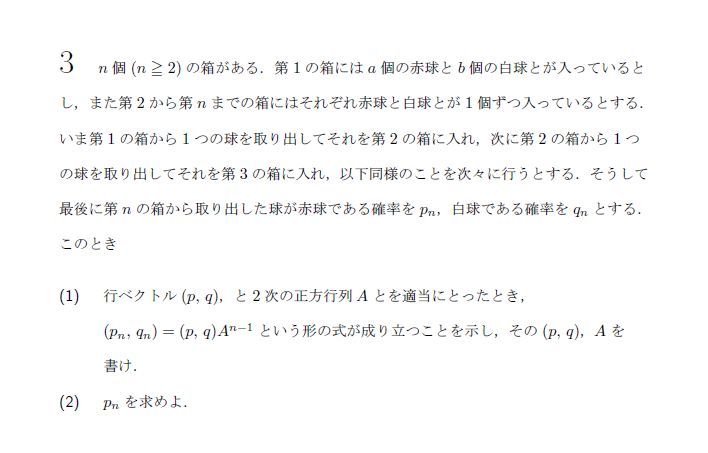 3 n 個 (n ≧ 2) の箱がある．第 1 の箱には a 個の赤球と b 個の白球とが入っていると
し，また第 2 から第 n までの箱にはそれぞれ赤球と白球とが 1 個ずつ入っているとする．
いま第 1 の箱から 1 つの球を取り出してそれを第 2 の箱に入れ，次に第 2 の箱から 1 つ
の球を取り出してそれを第 3 の箱に入れ，以下同様のことを次々に行うとする．そうして
最後に第 n の箱から取り出した球が赤球である確率を pₙ，白球である確率を qₙ とする．
このとき
(1) 行ベクトル (p, q)，と 2 次の正方行列 A とを適当にとったとき，
(pₙ, qₙ) = (p, q)Aⁿ⁻¹ という形の式が成り立つことを示し，その (p, q)，A を
書け．
(2) pₙ を求めよ．